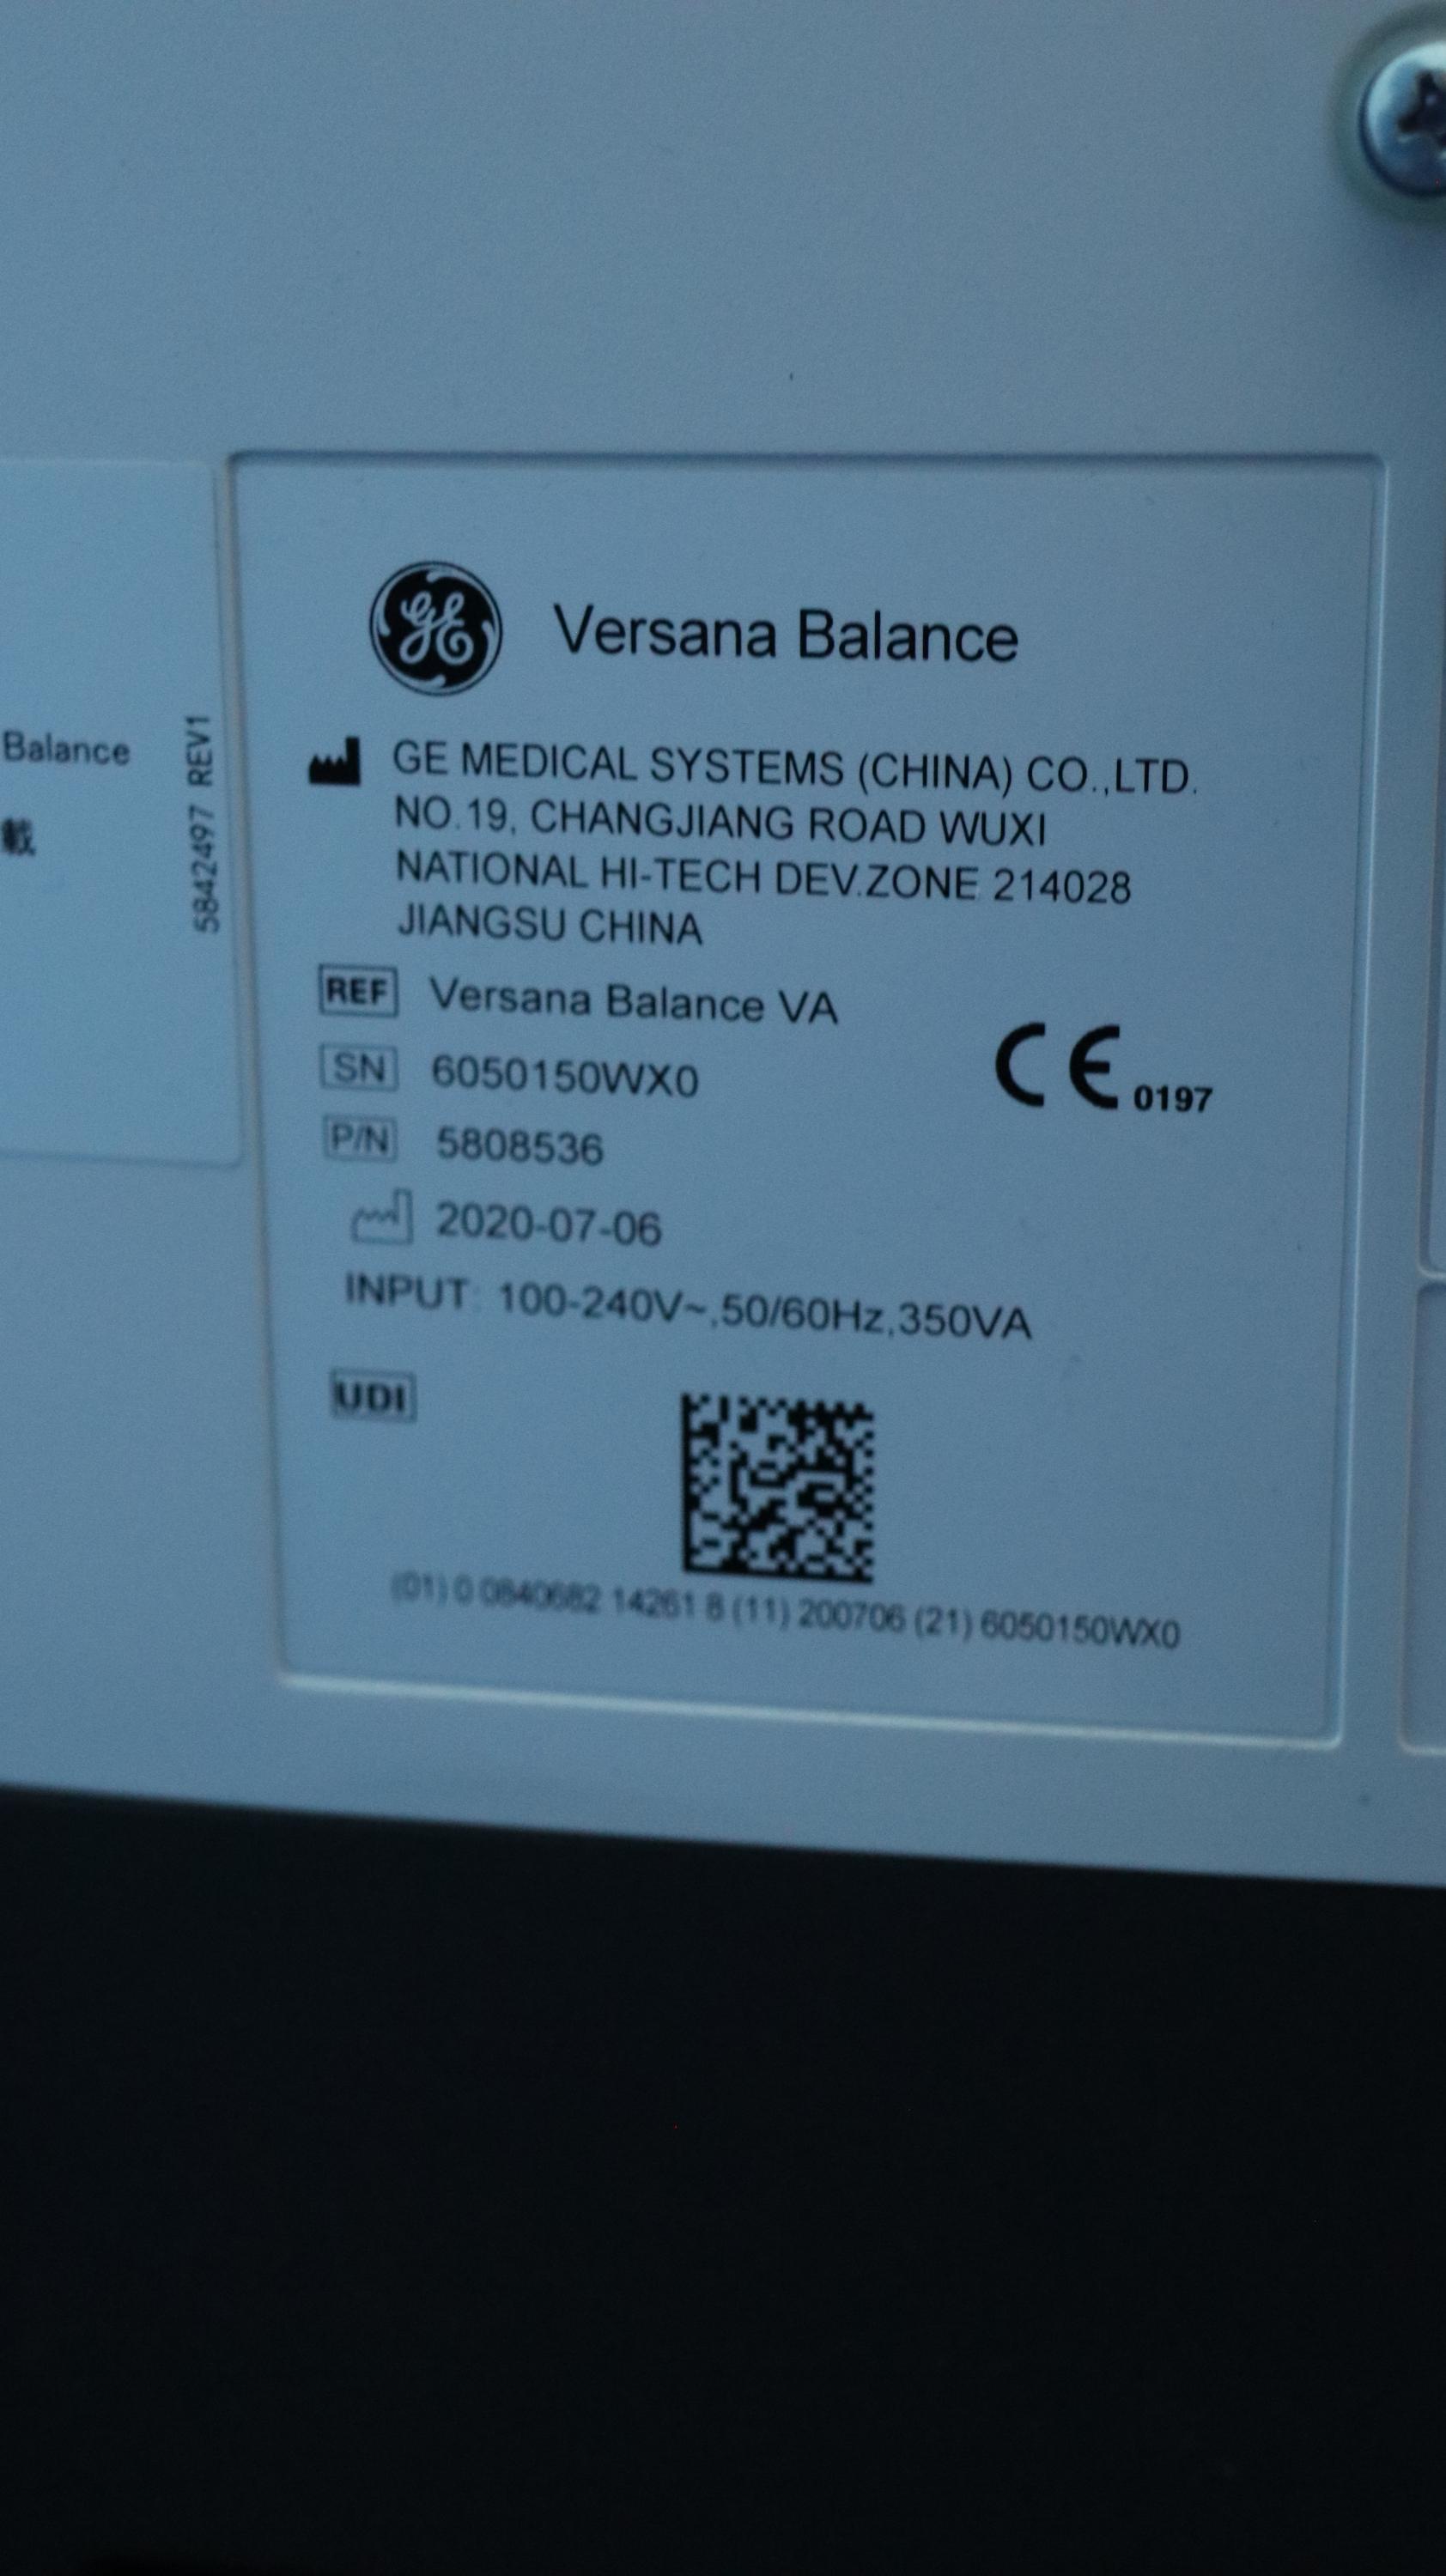 Balance
載
5842497 REV1
GE Versana Balance
GE MEDICAL SYSTEMS (CHINA) CO.,LTD.
NO.19, CHANGJIANG ROAD WUXI
NATIONAL HI-TECH DEV.ZONE 214028
JIANGSU CHINA
REF Versana Balance VA
SN 6050150WX0
CE 0197
P/N 5808536
2020-07-06
INPUT: 100-240V~,50/60Hz,350VA
UDI
(01) 0 0840682 14261 8 (11) 200706 (21) 6050150WX0